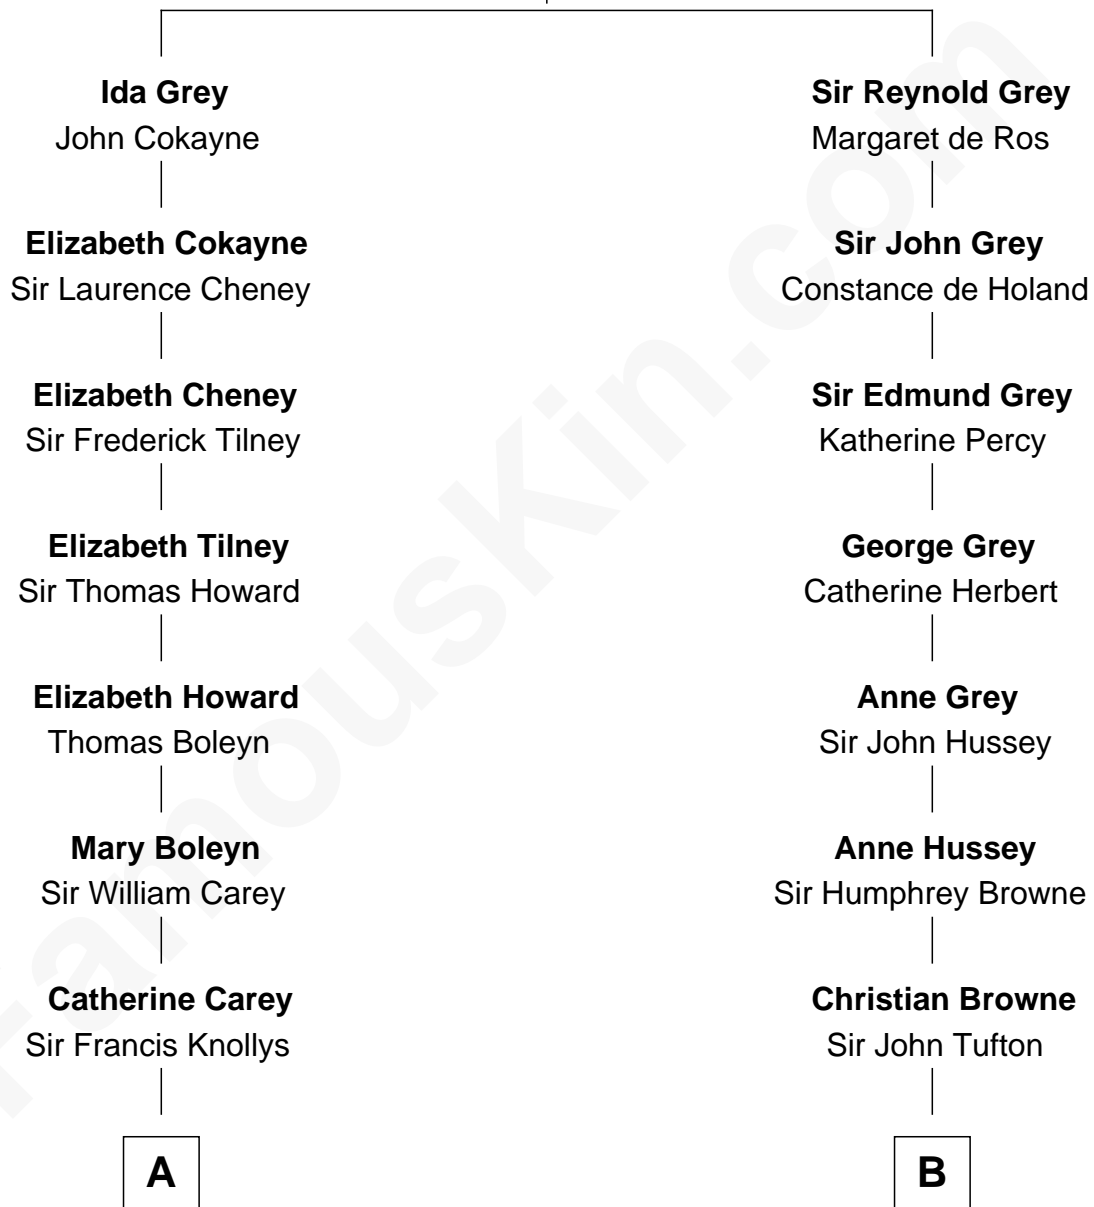 Ida Grey
John Cokayne
Elizabeth Cokayne
Sir Laurence Cheney
Elizabeth Cheney
Sir Frederick Tilney
Elizabeth Tilney
Sir Thomas Howard
Elizabeth Howard
Thomas Boleyn
Mary Boleyn
Sir William Carey
Catherine Carey
Sir Francis Knollys
A
Sir Reynold Grey
Margaret de Ros
Sir John Grey
Constance de Holand
Sir Edmund Grey
Katherine Percy
George Grey
Catherine Herbert
Anne Grey
Sir John Hussey
Anne Hussey
Sir Humphrey Browne
Christian Browne
Sir John Tufton
B
FamousKin.com